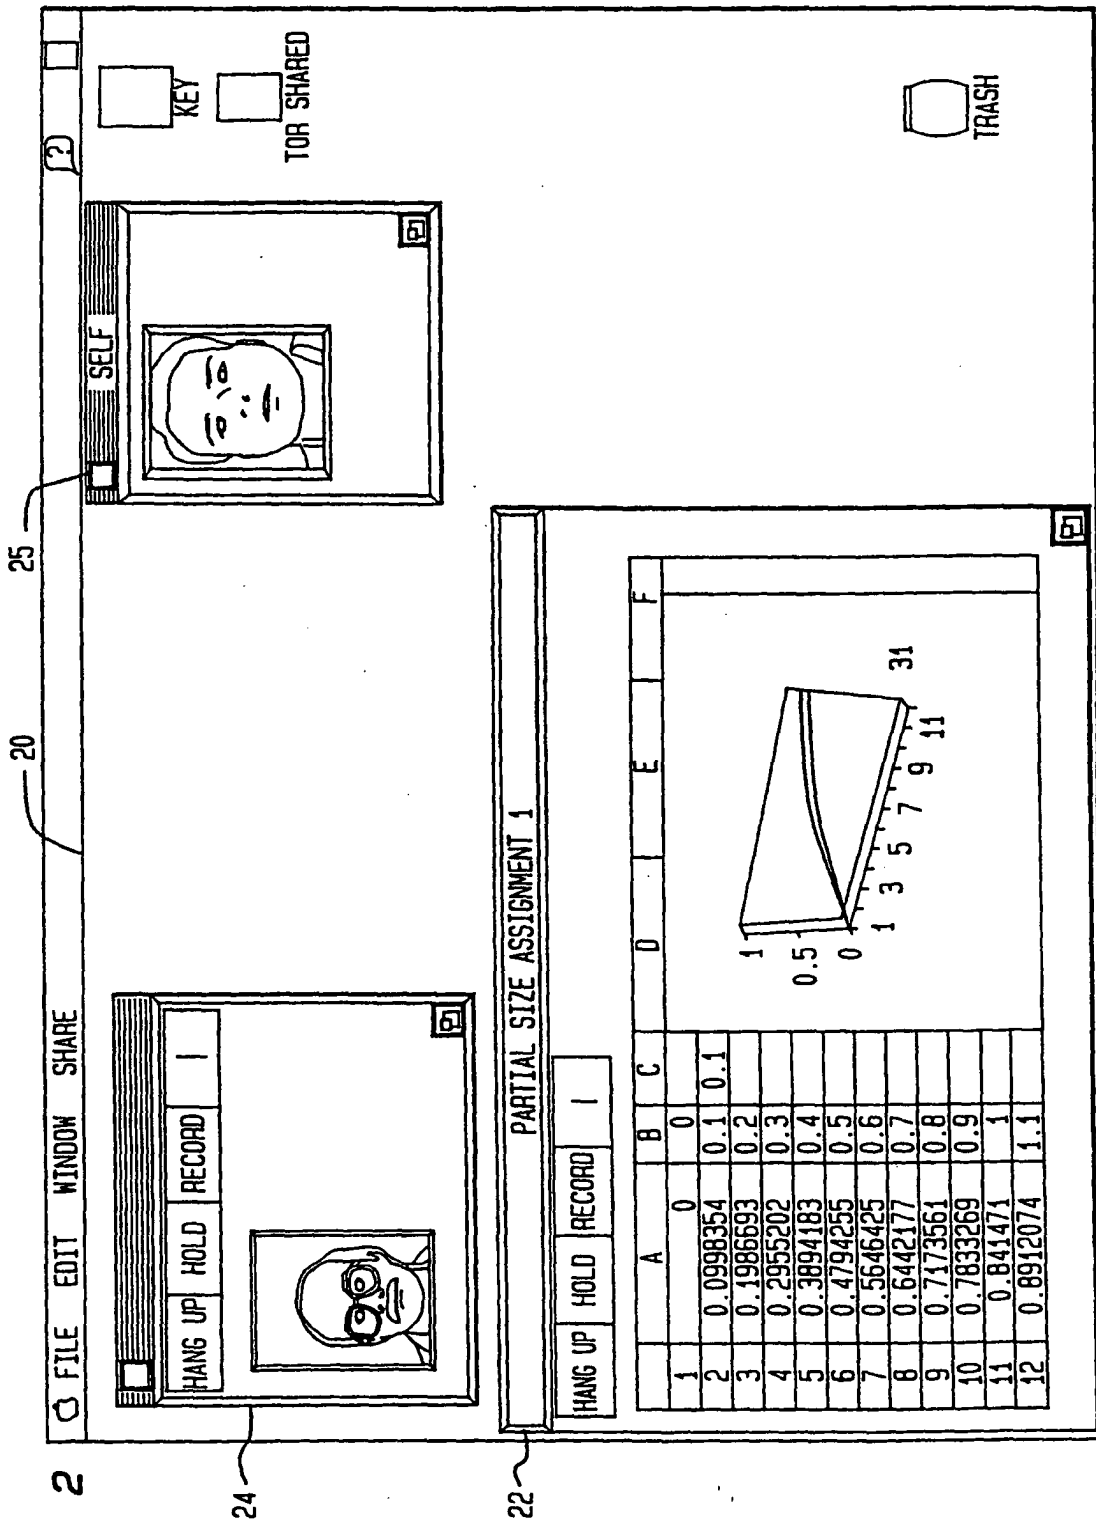 2
FILE EDIT WINDOW SHARE ?
20
25
24
22
HANG UP HOLD RECORD |
SELF
KEY
TOR SHARED
PARTIAL SIZE ASSIGNMENT 1
HANG UP HOLD RECORD |
A B C D E F
1 0 0
2 0.0998354 0.1 0.1
3 0.1986693 0.2
4 0.2955202 0.3
5 0.3894183 0.4
6 0.4794255 0.5
7 0.5646425 0.6
8 0.6442177 0.7
9 0.7173561 0.8
10 0.7833269 0.9
11 0.841471 1
12 0.8912074 1.1
1
0.5
0
1 3 5 7 9 11
31
TRASH